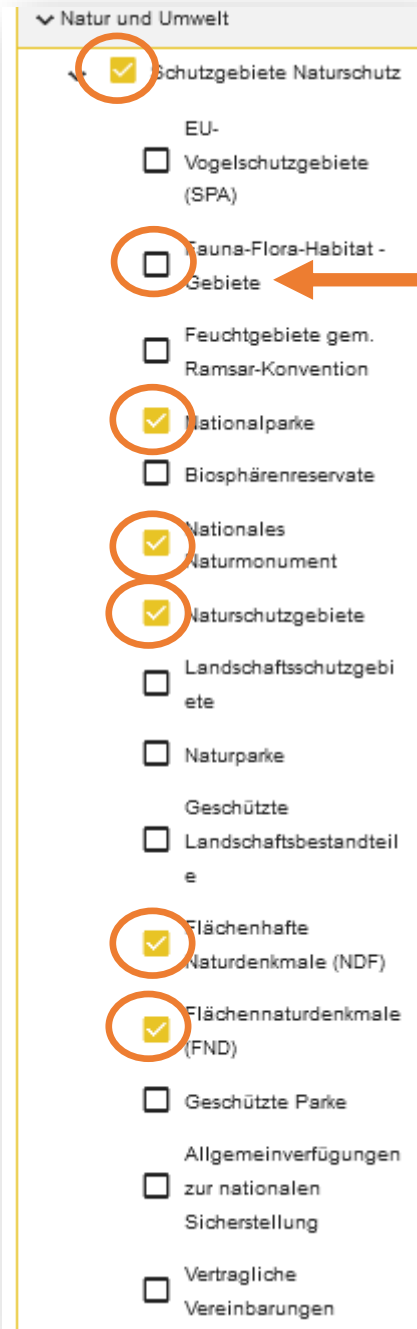 Natur und Umwelt
Schutzgebiete Naturschutz
EU-
Vogelschutzgebiete
(SPA)
Fauna-Flora-Habitat -
Gebiete
Feuchtgebiete gem.
Ramsar-Konvention
Nationalparke
Biosphärenreservate
Nationales
Naturmonument
Naturschutzgebiete
Landschaftsschutzgebi
ete
Naturparke
Geschützte
Landschaftsbestandteil
e
Flächenhafte
Naturdenkmale (NDF)
Flächennaturdenkmale
(FND)
Geschützte Parke
Allgemeinverfügungen
zur nationalen
Sicherstellung
Vertragliche
Vereinbarungen